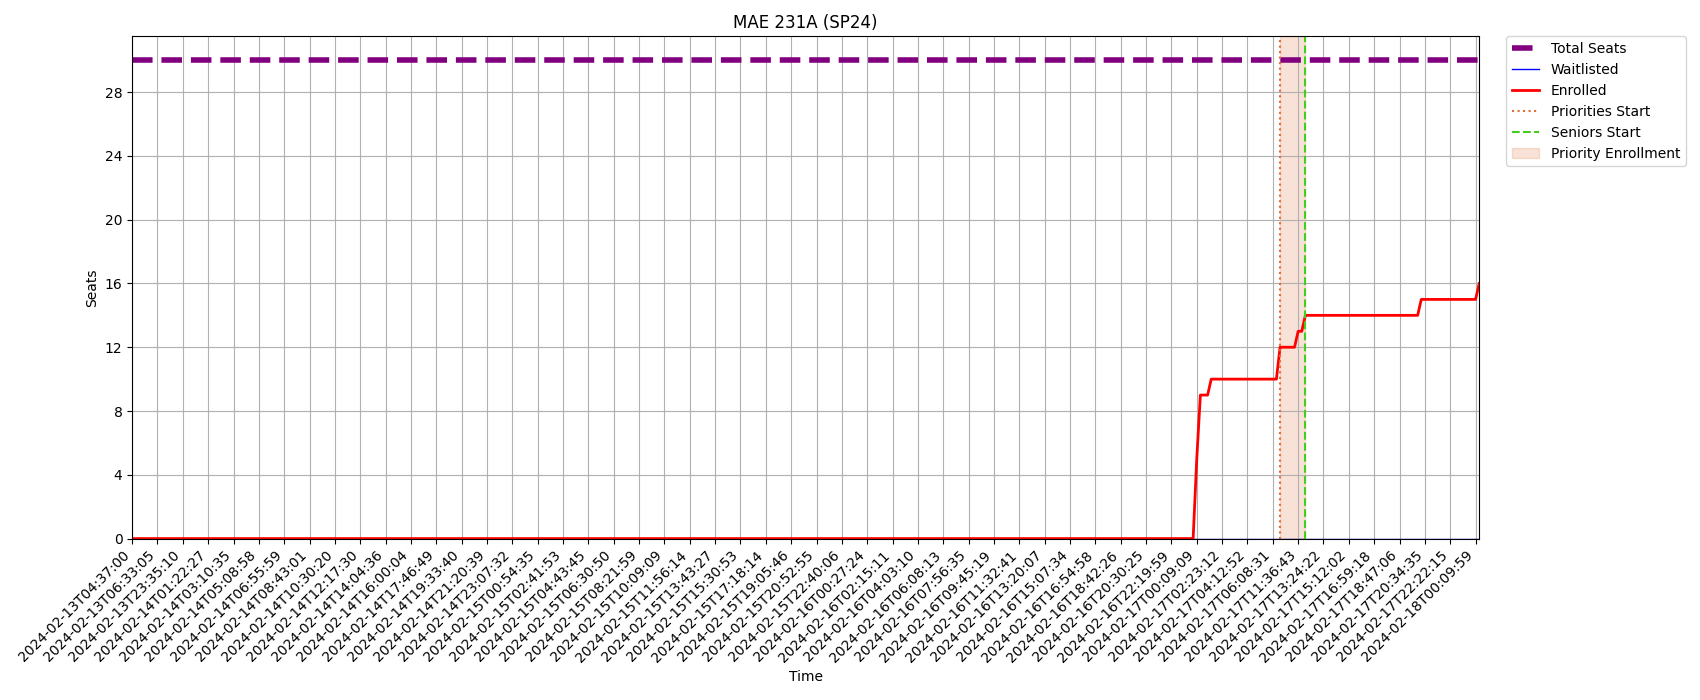 MAE 231A (SP24)
Total Seats
Waitlisted
Enrolled
Priorities Start
Seniors Start
Priority Enrollment
Seats
28
24
20
16
12
8
4
0
2024-02-13T04:37:00
2024-02-13T06:33:05
2024-02-13T23:35:10
2024-02-14T01:22:27
2024-02-14T03:10:35
2024-02-14T05:08:58
2024-02-14T06:55:59
2024-02-14T08:43:01
2024-02-14T10:30:20
2024-02-14T12:17:30
2024-02-14T14:04:36
2024-02-14T16:00:04
2024-02-14T17:46:49
2024-02-14T19:33:40
2024-02-14T21:20:39
2024-02-14T23:07:32
2024-02-15T00:54:35
2024-02-15T02:41:53
2024-02-15T04:43:45
2024-02-15T06:30:50
2024-02-15T08:21:59
2024-02-15T10:09:09
2024-02-15T11:56:14
2024-02-15T13:43:27
2024-02-15T15:30:53
2024-02-15T17:18:14
2024-02-15T19:05:46
2024-02-15T20:52:55
2024-02-15T22:40:06
2024-02-16T00:27:24
2024-02-16T02:15:11
2024-02-16T04:03:10
2024-02-16T06:08:13
2024-02-16T07:56:35
2024-02-16T09:45:19
2024-02-16T11:32:41
2024-02-16T13:20:07
2024-02-16T15:07:34
2024-02-16T16:54:58
2024-02-16T18:42:26
2024-02-16T20:30:25
2024-02-16T22:19:59
2024-02-17T00:09:09
2024-02-17T02:23:12
2024-02-17T04:12:52
2024-02-17T06:08:31
2024-02-17T11:36:43
2024-02-17T13:24:22
2024-02-17T15:12:02
2024-02-17T16:59:18
2024-02-17T18:47:06
2024-02-17T20:34:35
2024-02-17T22:22:15
2024-02-18T00:09:59
Time